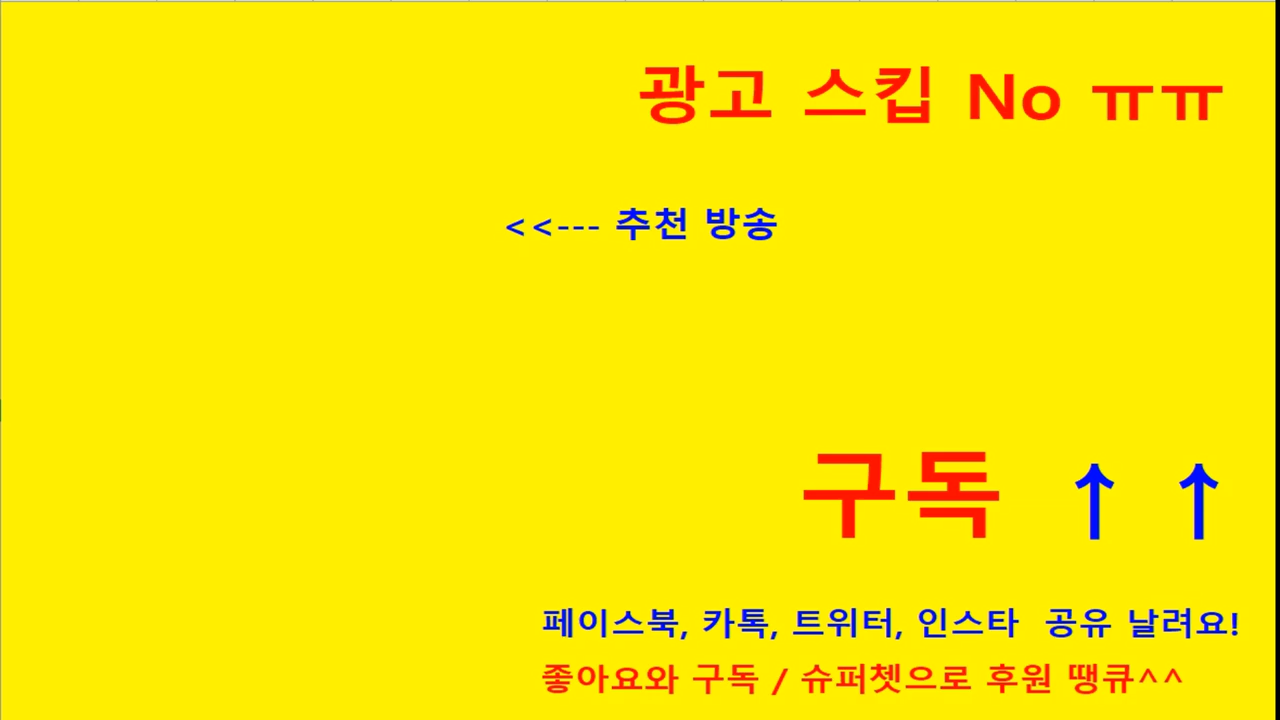 광고 스킵 No ㅠㅠ
<<--- 추천 방송
구독 ↑ ↑
페이스북, 카톡, 트위터, 인스타 공유 날려요!
좋아요와 구독 / 슈퍼쳇으로 후원 땡큐^^